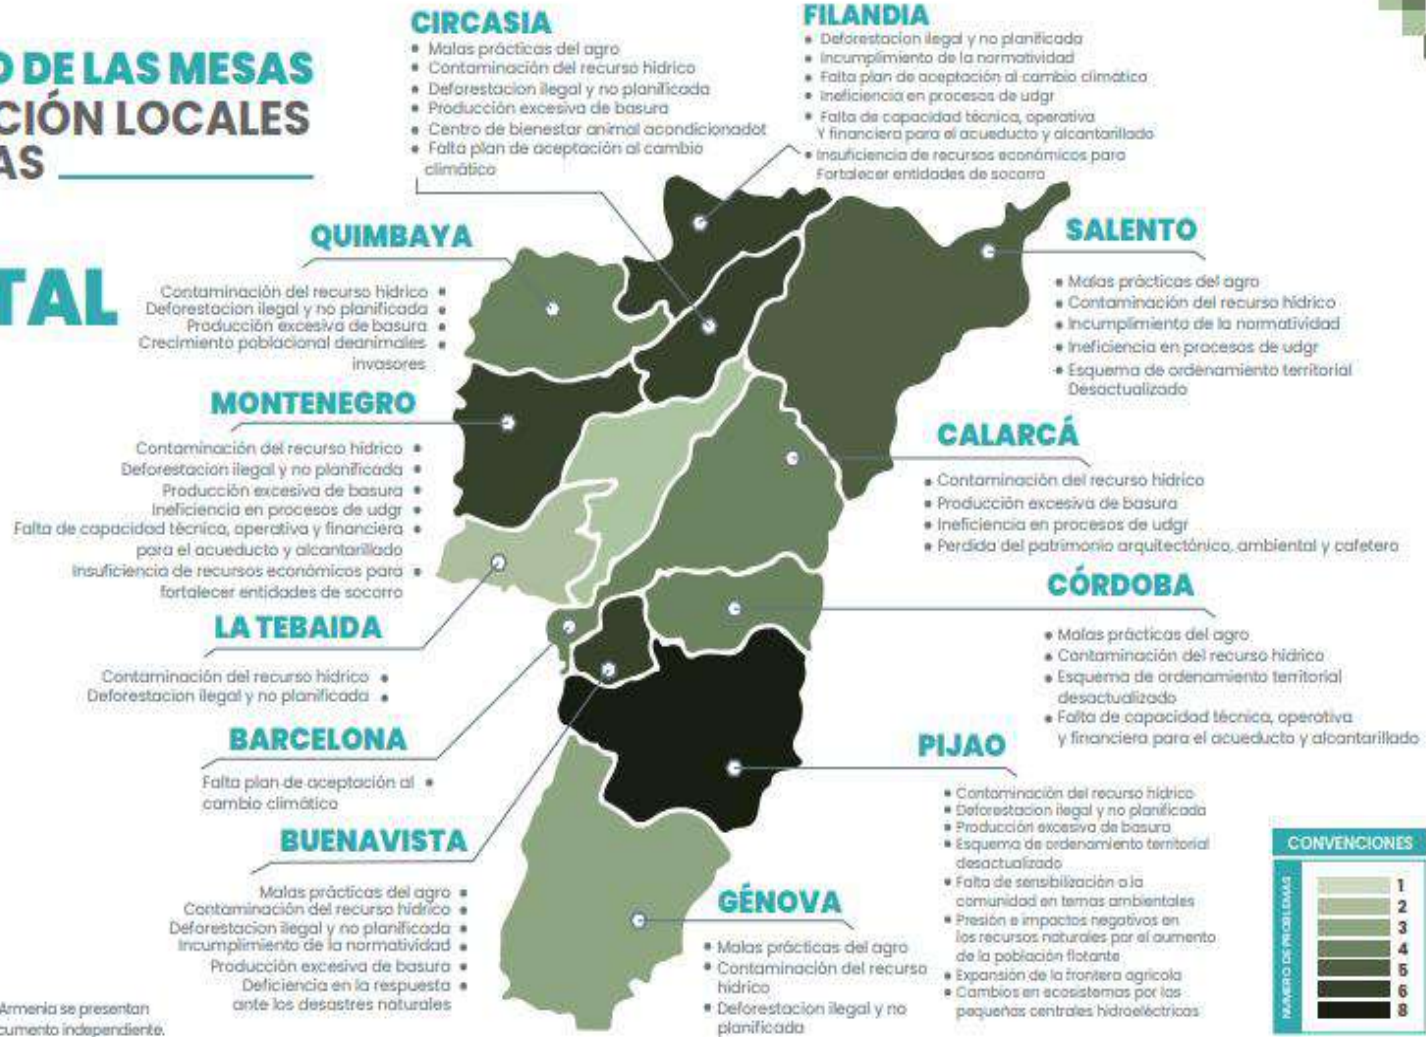 O DE LAS MESAS
CIÓN LOCALES
AS
TAL
CIRCASIA
Malas prácticas del agro
Contaminación del recurso hídrico
Deforestacion ilegal y no planificada
Producción excesiva de basura
Centro de bienestar animal acondicionadot
Falta plan de aceptación al cambio
climático
FILANDIA
Deforestacion ilegal y no planificada
Incumplimiento de la normatividad
Falta plan de aceptación al cambio climático
Ineficiencia en procesos de udgr
Falta de capacidad técnica, operativa
Y financiera para el acueducto y alcantarillado
Insuficiencia de recursos económicos para
Fortalecer entidades de socorro
QUIMBAYA
Contaminación del recurso hídrico
Deforestacion ilegal y no planificada
Producción excesiva de basura
Crecimiento poblacional deanimales
invasores
SALENTO
Malas prácticas del agro
Contaminación del recurso hídrico
Incumplimiento de la normatividad
Ineficiencia en procesos de udgr
Esquema de ordenamiento territorial
Desactualizado
MONTENEGRO
Contaminación del recurso hídrico
Deforestacion ilegal y no planificada
Producción excesiva de basura
Ineficiencia en procesos de udgr
Falta de capacidad técnica, operativa y financiera
para el acueducto y alcantarillado
Insuficiencia de recursos económicos para
fortalecer entidades de socorro
CALARCÁ
Contaminación del recurso hídrico
Producción excesiva de basura
Ineficiencia en procesos de udgr
Perdida del patrimonio arquitectónico, ambiental y cafetero
LA TEBAIDA
Contaminación del recurso hídrico
Deforestacion ilegal y no planificada
CÓRDOBA
Malas prácticas del agro
Contaminación del recurso hídrico
Esquema de ordenamiento territorial
desactualizado
Falta de capacidad técnica, operativa
y financiera para el acueducto y alcantarillado
BARCELONA
Falta plan de aceptación al
cambio climático
PIJAO
Contaminación del recurso hídrico
Deforestacion ilegal y no planificada
Producción excesiva de basura
Esquema de ordenamiento territorial
desactualizado
Falta de sensibilización a la
comunidad en temas ambientales
Presión e impactos negativos en
los recursos naturales por el aumento
de la población flotante
Expansión de la frontera agrícola
Cambios en ecosistemas por las
pequeñas centrales hidroeléctricas
BUENAVISTA
Malas prácticas del agro
Contaminación del recurso hídrico
Deforestacion ilegal y no planificada
Incumplimiento de la normatividad
Producción excesiva de basura
Deficiencia en la respuesta
ante los desastres naturales
GÉNOVA
Malas prácticas del agro
Contaminación del recurso
hídrico
Deforestacion ilegal y no
planificada
CONVENCIONES
NUMERO DE PROBLEMAS
1
2
3
4
5
6
8
Armenia se presentan
cumento independiente.